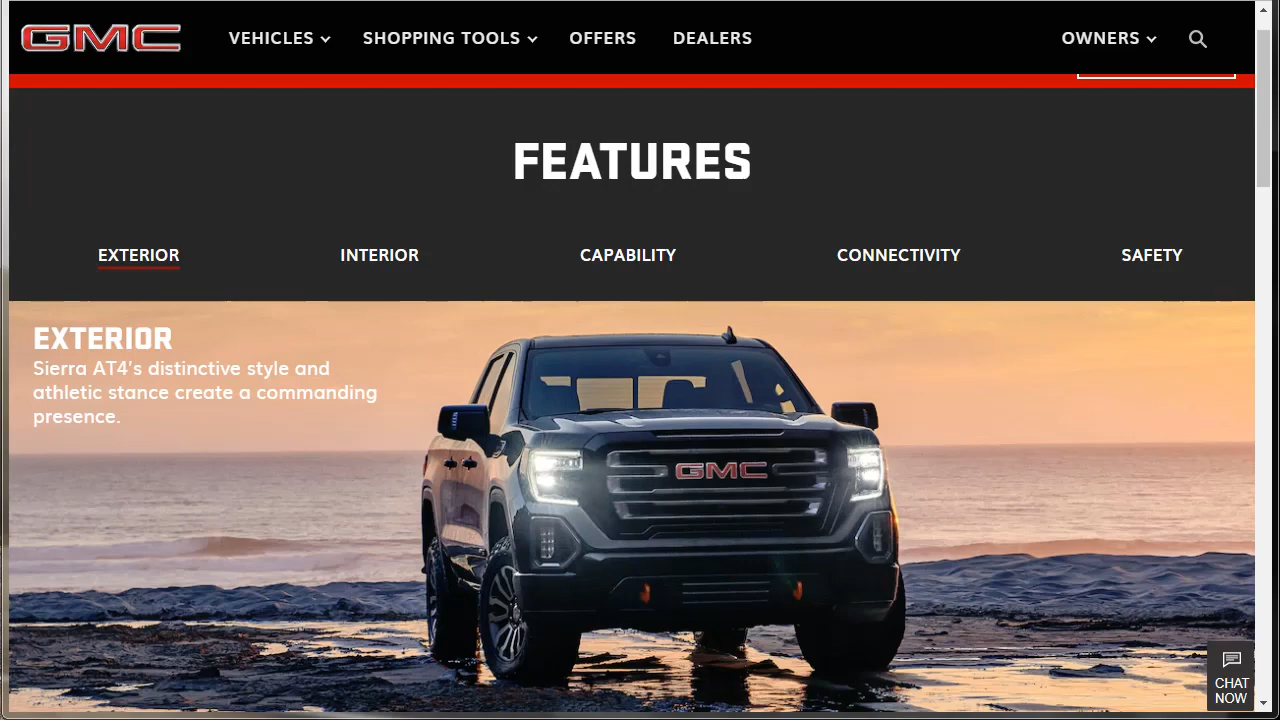 GMC
VEHICLES
SHOPPING TOOLS
OFFERS
DEALERS
OWNERS
FEATURES
EXTERIOR
INTERIOR
CAPABILITY
CONNECTIVITY
SAFETY
EXTERIOR
Sierra AT4's distinctive style and
athletic stance create a commanding
presence.
GMC
CHAT
NOW